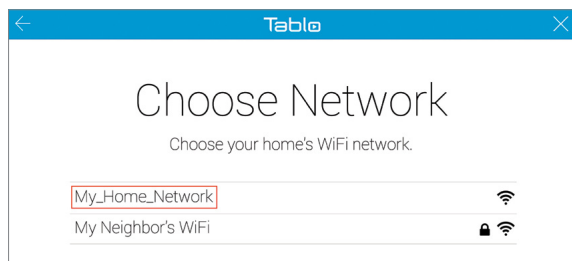 Tablo
Choose Network
Choose your home's WiFi network.
My_Home_Network
My Neighbor's WiFi